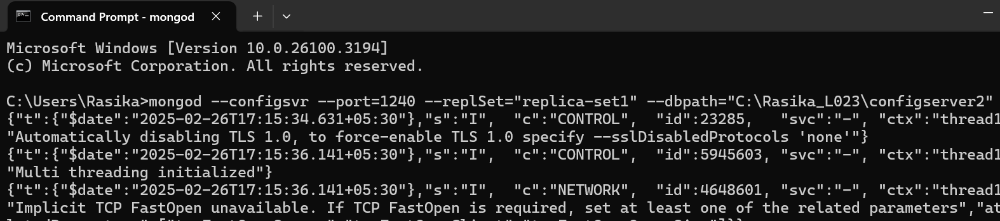 Command Prompt - mongod
Microsoft Windows [Version 10.0.26100.3194]
(c) Microsoft Corporation. All rights reserved.
C:\Users\Rasika>mongod --configsvr --port=1240 --replSet="replica-set1" --dbpath="C:\Rasika_L023\configserver2"
{"t":{"$date":"2025-02-26T17:15:34.631+05:30"},"s":"I",  "c":"CONTROL",  "id":23285,   "svc":"-", "ctx":"thread1
"Automatically disabling TLS 1.0, to force-enable TLS 1.0 specify --sslDisabledProtocols 'none'"}
{"t":{"$date":"2025-02-26T17:15:36.141+05:30"},"s":"I",  "c":"CONTROL",  "id":5945603, "svc":"-", "ctx":"thread1
"Multi threading initialized"}
{"t":{"$date":"2025-02-26T17:15:36.141+05:30"},"s":"I",  "c":"NETWORK",  "id":4648601, "svc":"-", "ctx":"thread1
"Implicit TCP FastOpen unavailable. If TCP FastOpen is required, set at least one of the related parameters","at